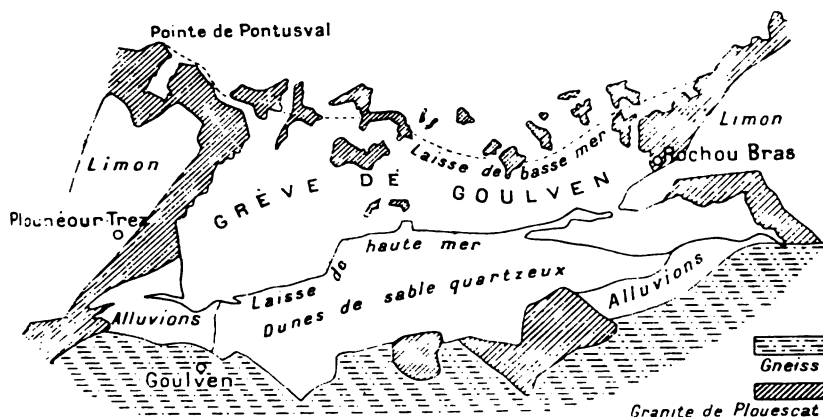 Pointe de Pontusval
Limon
Limon
Laisse de basse mer
Rochou Bras
GRÈVE DE GOULVEN
Plounéour-Trez
Laisse de haute mer
Dunes de sable quartzeux
Alluvions
Alluvions
Goulven
Gneiss
Granite de Plouescat